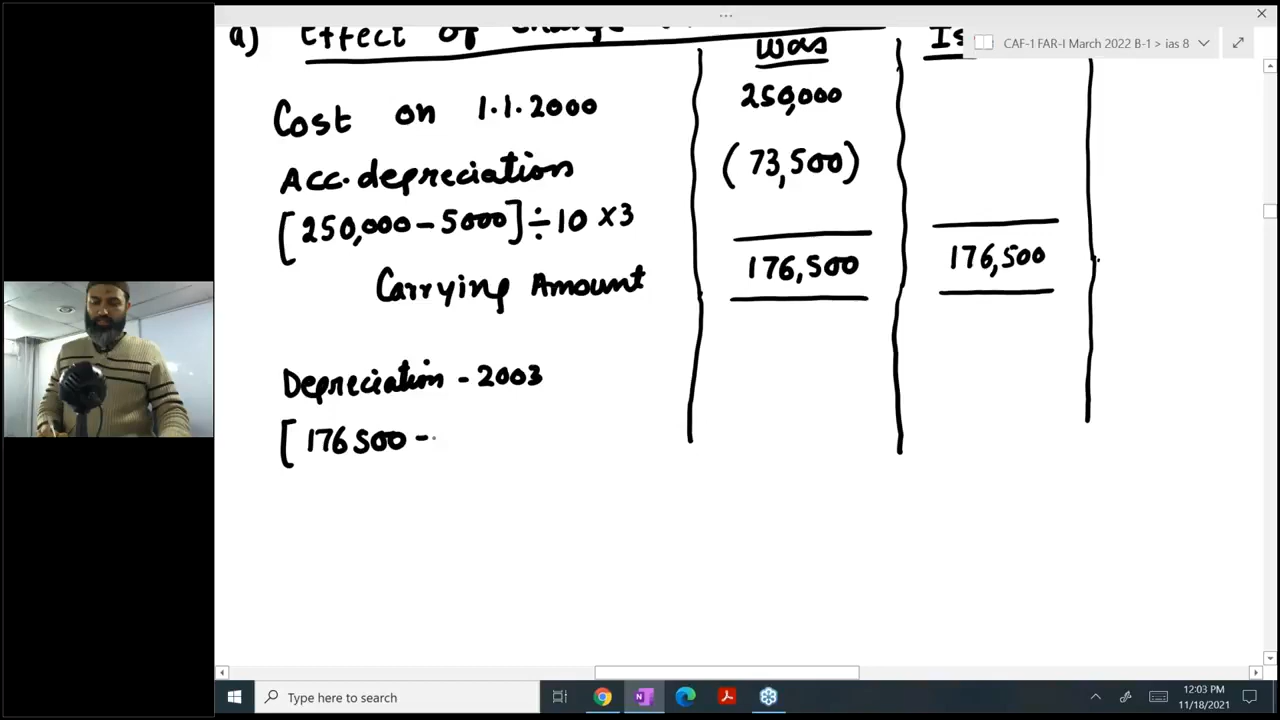 a) Effect of Change
Was
CAF-1 FAR-I March 2022 B-1 > ias 8
Cost on 1.1.2000 250,000
Acc.depreciation (73,500)
[250,000 - 5000] ÷ 10 x 3
Carrying Amount 176,500 176,500
Depreciation - 2003
[176500 -
Type here to search
12:03 PM
11/18/2021